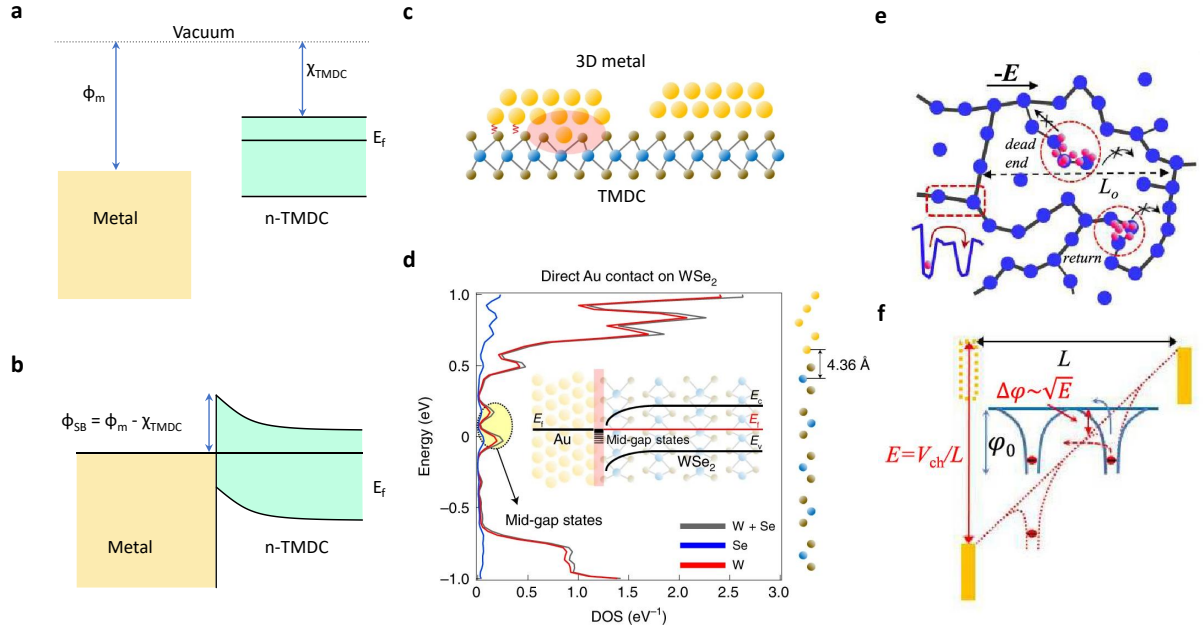 a
Vacuum
ϕm
χTMDC
Ef
Metal
n-TMDC
b
ϕSB = ϕm - χTMDC
Ef
Metal
n-TMDC
c
3D metal
TMDC
d
Direct Au contact on WSe2
1.0
0.5
0
−0.5
−1.0
Energy (eV)
0
0.5
1.0
1.5
2.0
2.5
3.0
DOS (eV−1)
Ec
Ef
Ef
Au
Mid-gap states
Ev
WSe2
Mid-gap states
W + Se
Se
W
4.36 Å
e
-E
dead
end
Lo
return
f
L
Δφ~√E
φ0
E=Vch/L